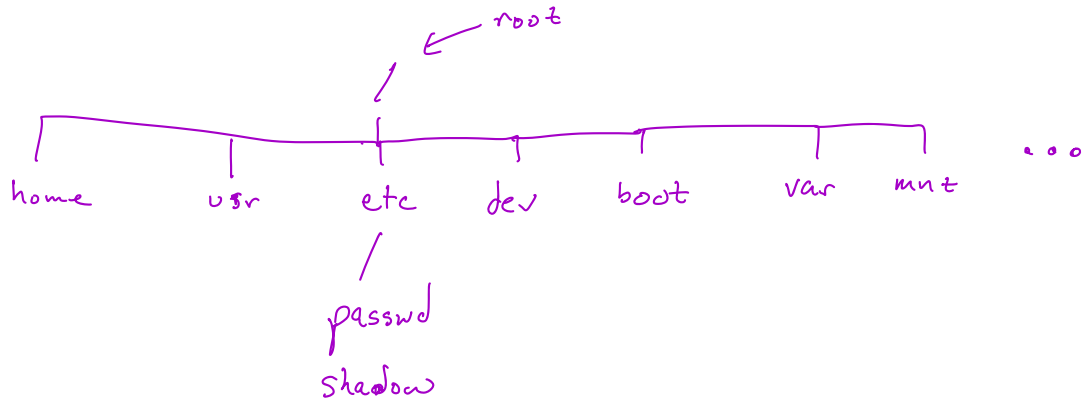 root
/
home usr etc dev boot var mnt ...
passwd
shadow